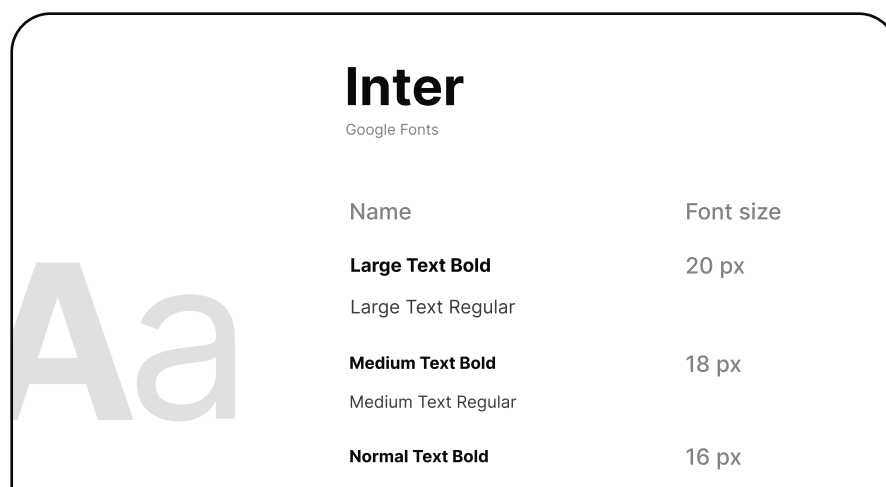 Inter
Google Fonts
Name Font size
Large Text Bold 20 px
Large Text Regular
Aa
Medium Text Bold 18 px
Medium Text Regular
Normal Text Bold 16 px